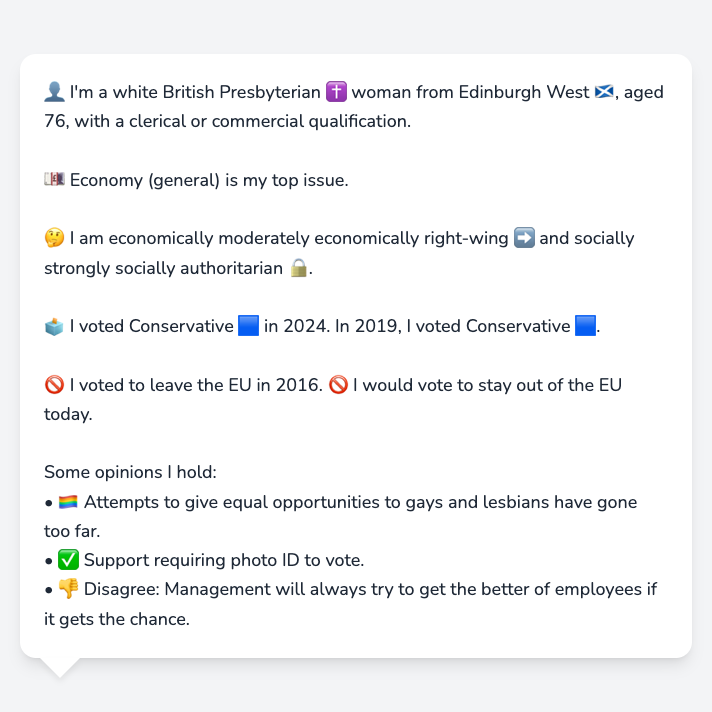 👤 I'm a white British Presbyterian ✝️ woman from Edinburgh West 🏴󠁧󠁢󠁳󠁣󠁴󠁿, aged
76, with a clerical or commercial qualification.
💷 Economy (general) is my top issue.
🤔 I am economically moderately economically right-wing ➡️ and socially
strongly socially authoritarian 🔒.
🗳️ I voted Conservative 🟦 in 2024. In 2019, I voted Conservative 🟦.
🚫 I voted to leave the EU in 2016. 🚫 I would vote to stay out of the EU
today.
Some opinions I hold:
• 🏳️‍🌈 Attempts to give equal opportunities to gays and lesbians have gone
too far.
• ✅ Support requiring photo ID to vote.
• 👎 Disagree: Management will always try to get the better of employees if
it gets the chance.